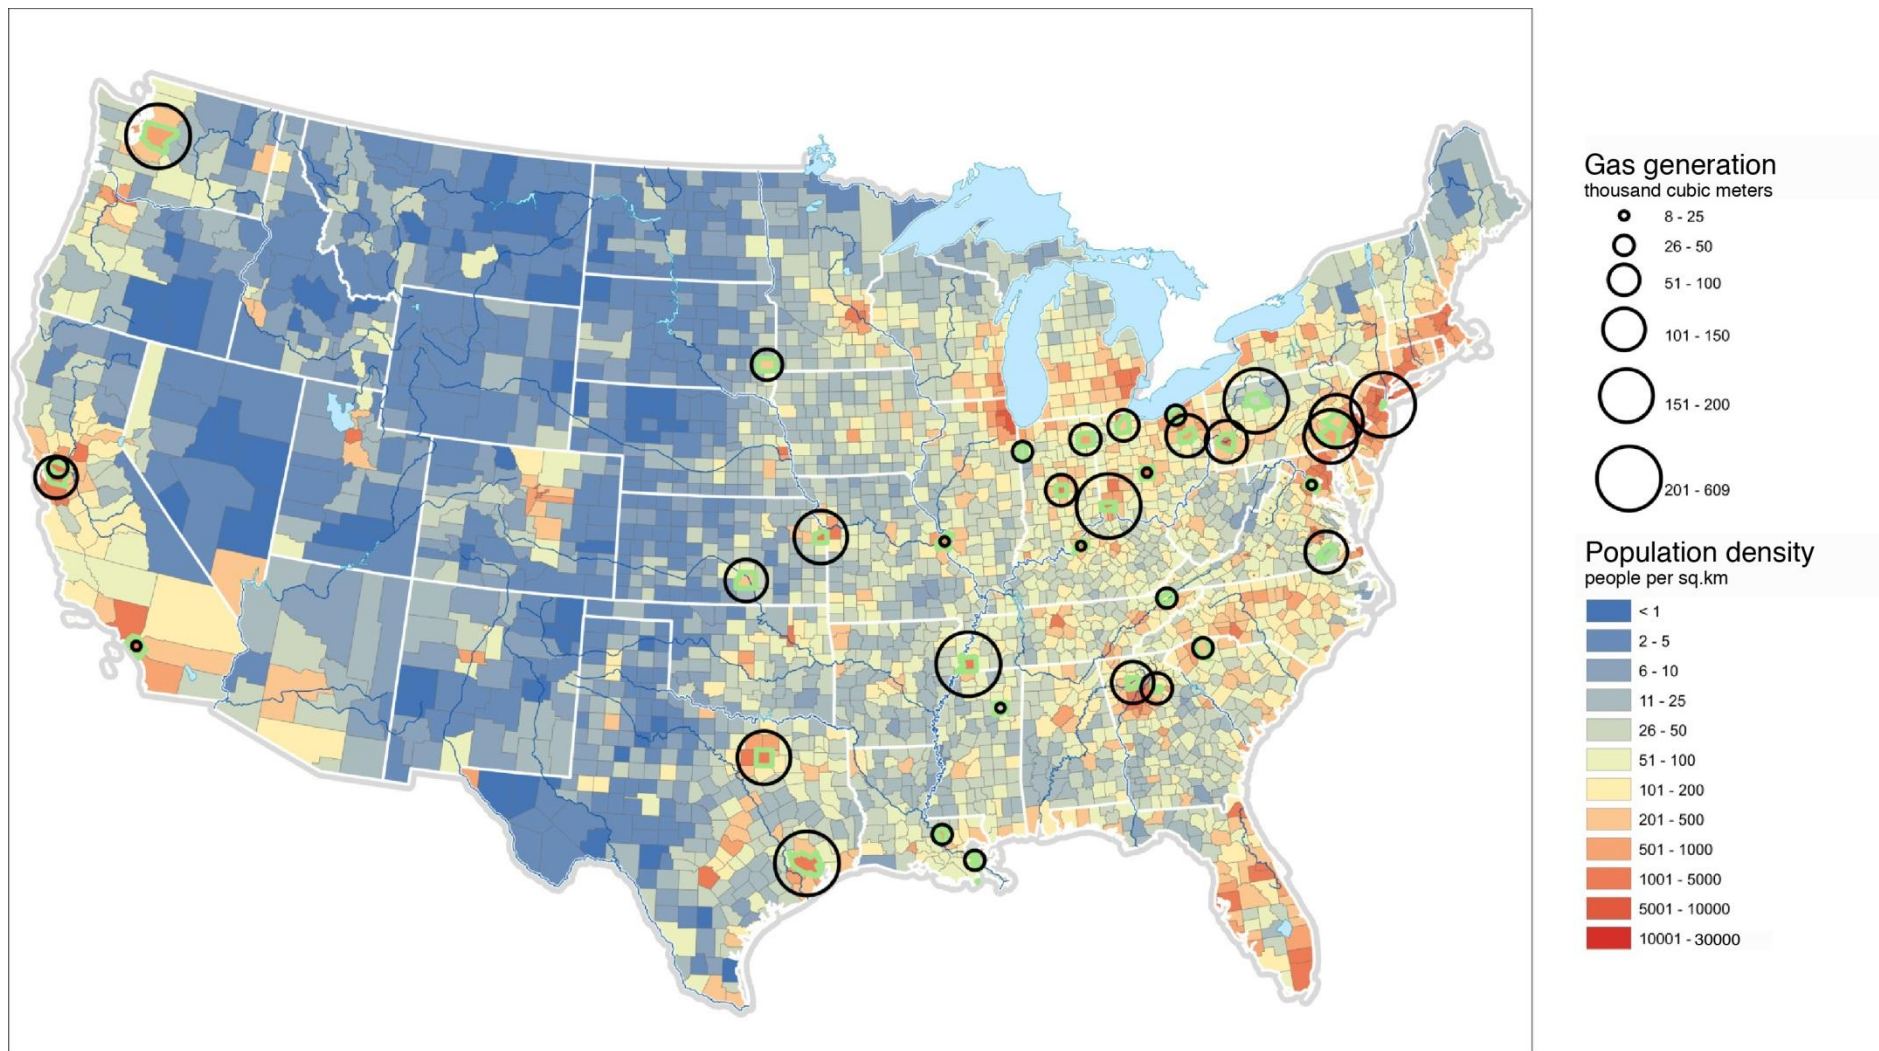 Gas generation
thousand cubic meters
8 - 25
26 - 50
51 - 100
101 - 150
151 - 200
201 - 609
Population density
people per sq.km
< 1
2 - 5
6 - 10
11 - 25
26 - 50
51 - 100
101 - 200
201 - 500
501 - 1000
1001 - 5000
5001 - 10000
10001 - 30000